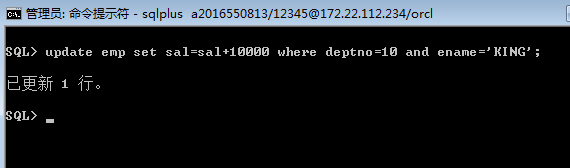 管理员: 命令提示符 - sqlplus  a2016550813/12345@172.22.112.234/orcl
SQL> update emp set sal=sal+10000 where deptno=10 and ename='KING';
已更新 1 行。
SQL> _